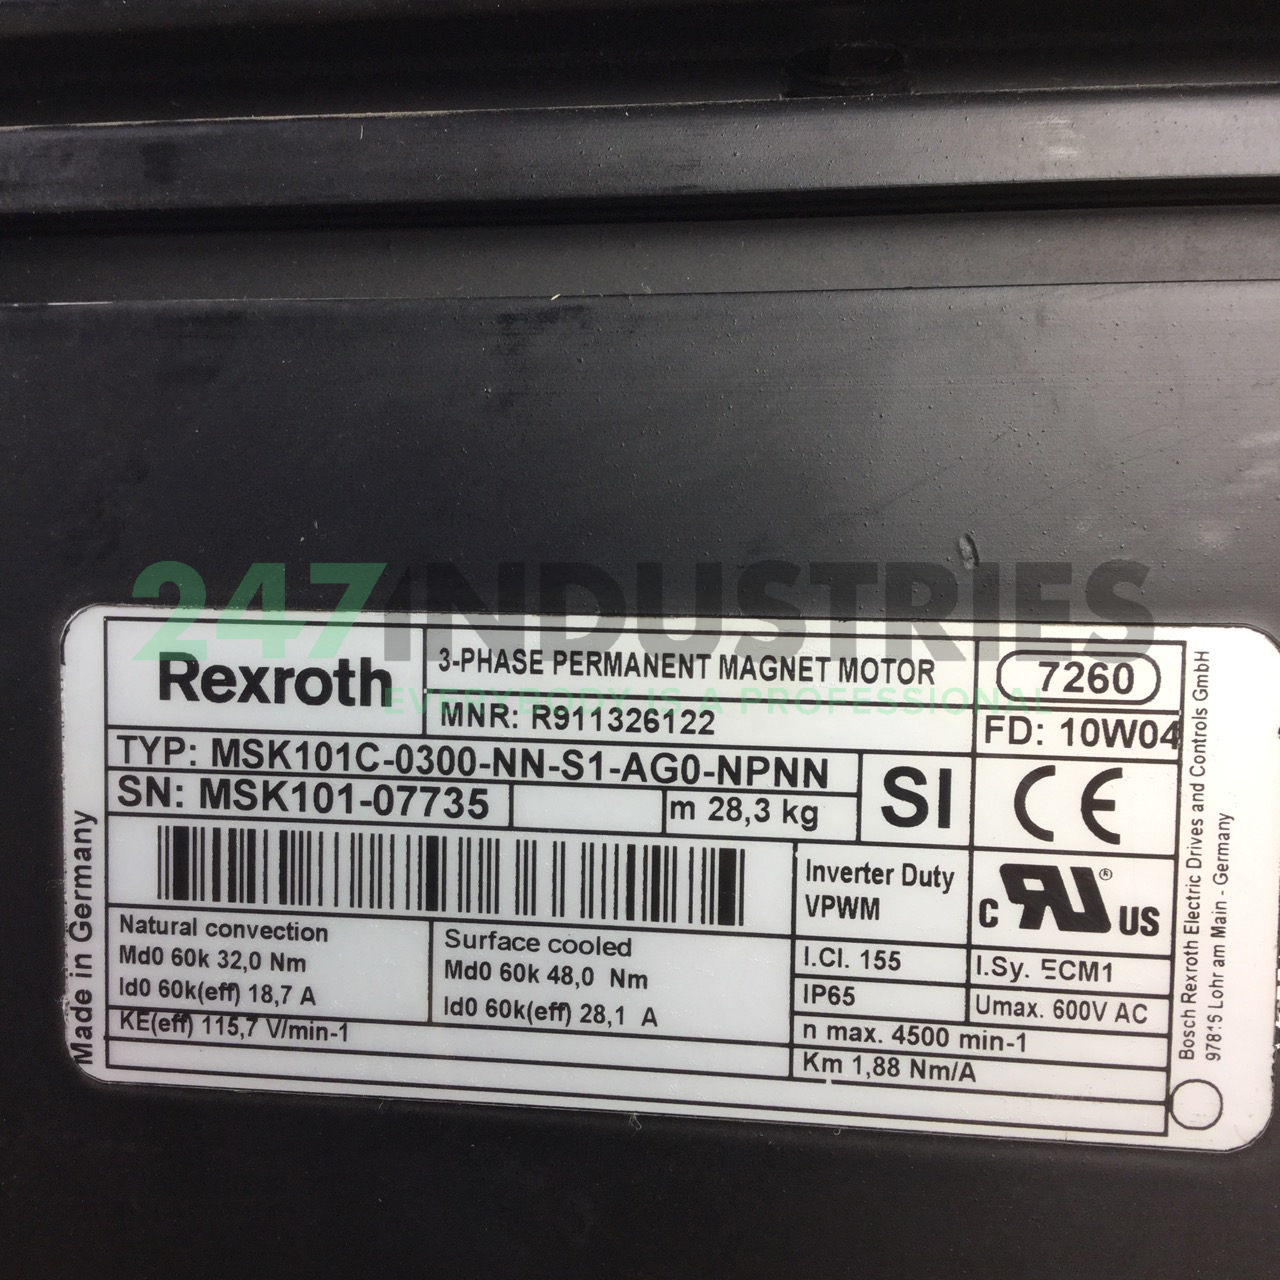 247INDUSTRIES
EVERYBODY IS A PROFESSIONAL
Rexroth
3-PHASE PERMANENT MAGNET MOTOR
7260
MNR: R911326122
FD: 10W04
TYP: MSK101C-0300-NN-S1-AG0-NPNN
SI
CE
SN: MSK101-07735
m 28,3 kg
Inverter Duty
VPWM
c RU ® US
Natural convection
Md0 60k 32,0 Nm
Id0 60k(eff) 18,7 A
Surface cooled
Md0 60k 48,0 Nm
Id0 60k(eff) 28,1 A
I.Cl. 155
I.Sy. ECM1
IP65
Umax. 600V AC
KE(eff) 115,7 V/min-1
n max. 4500 min-1
Km 1,88 Nm/A
Made in Germany
Bosch Rexroth Electric Drives and Controls GmbH
97816 Lohr am Main - Germany